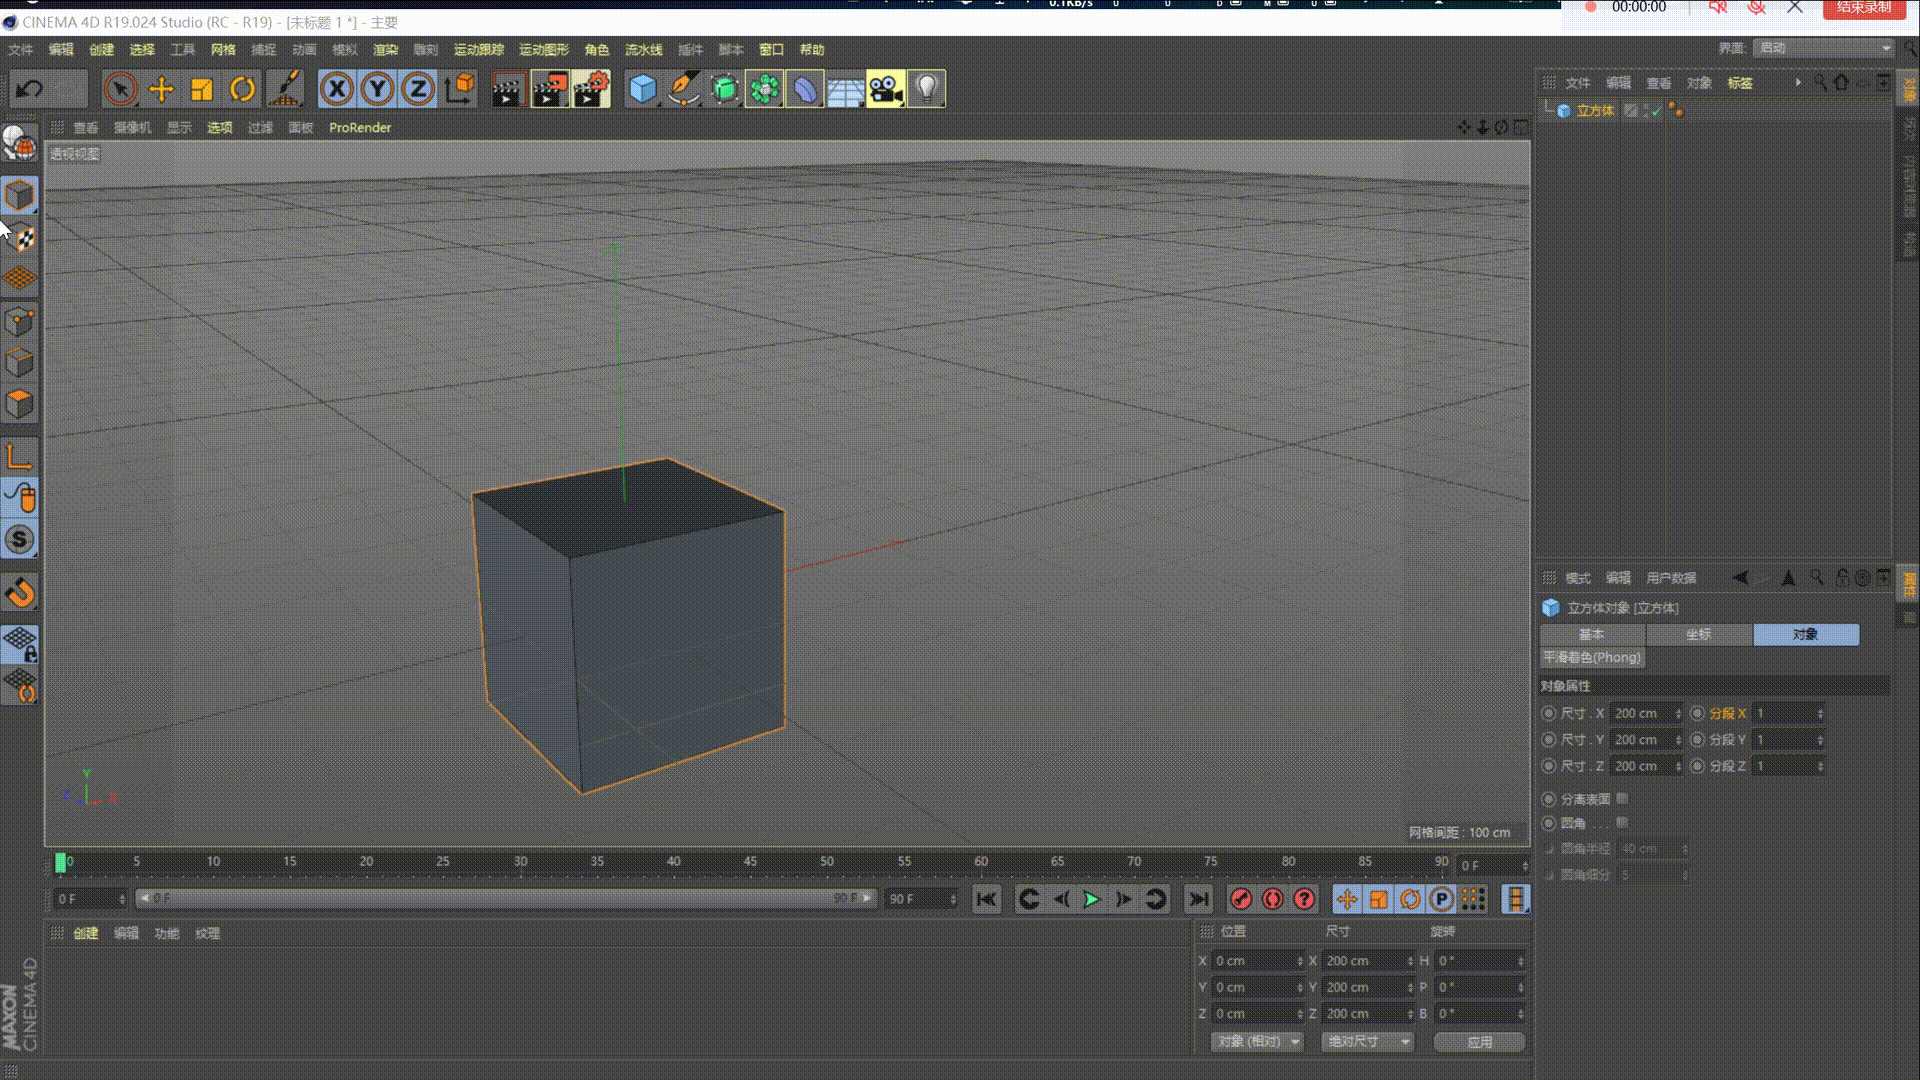 00:00:00
结束录制
CINEMA 4D R19.024 Studio (RC - R19) - [未标题 1 *] - 主要
文件 编辑 创建 选择 工具 网格 捕捉 动画 模拟 渲染 雕刻 运动跟踪 运动图形 角色 流水线 插件 脚本 窗口 帮助
界面: 启动
X Y Z
文件 编辑 查看 对象 标签
立方体
查看 摄像机 显示 选项 过滤 面板 ProRender
透视视图
Y
网格间距 : 100 cm
模式 编辑 用户数据
立方体对象 [立方体]
基本 坐标 对象
平滑着色(Phong)
对象属性
尺寸 . X 200 cm 分段 X 1
尺寸 . Y 200 cm 分段 Y 1
尺寸 . Z 200 cm 分段 Z 1
分离表面
圆角 . . .
圆角半径 40 cm
圆角细分 5
0 5 10 15 20 25 30 35 40 45 50 55 60 65 70 75 80 85 90 0 F
0 F 0 F 90 F 90 F
创建 编辑 功能 纹理
位置 尺寸 旋转
X 0 cm X 200 cm H 0 °
Y 0 cm Y 200 cm P 0 °
Z 0 cm Z 200 cm B 0 °
对象 (相对) 绝对尺寸 应用
MAXON
CINEMA 4D